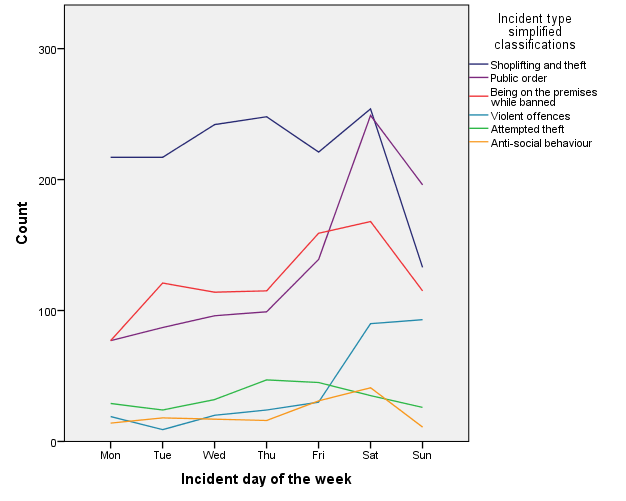 Incident type
simplified
classifications
Shoplifting and theft
Public order
Being on the premises
while banned
Violent offences
Attempted theft
Anti-social behaviour
300
200
100
0
Count
Mon Tue Wed Thu Fri Sat Sun
Incident day of the week